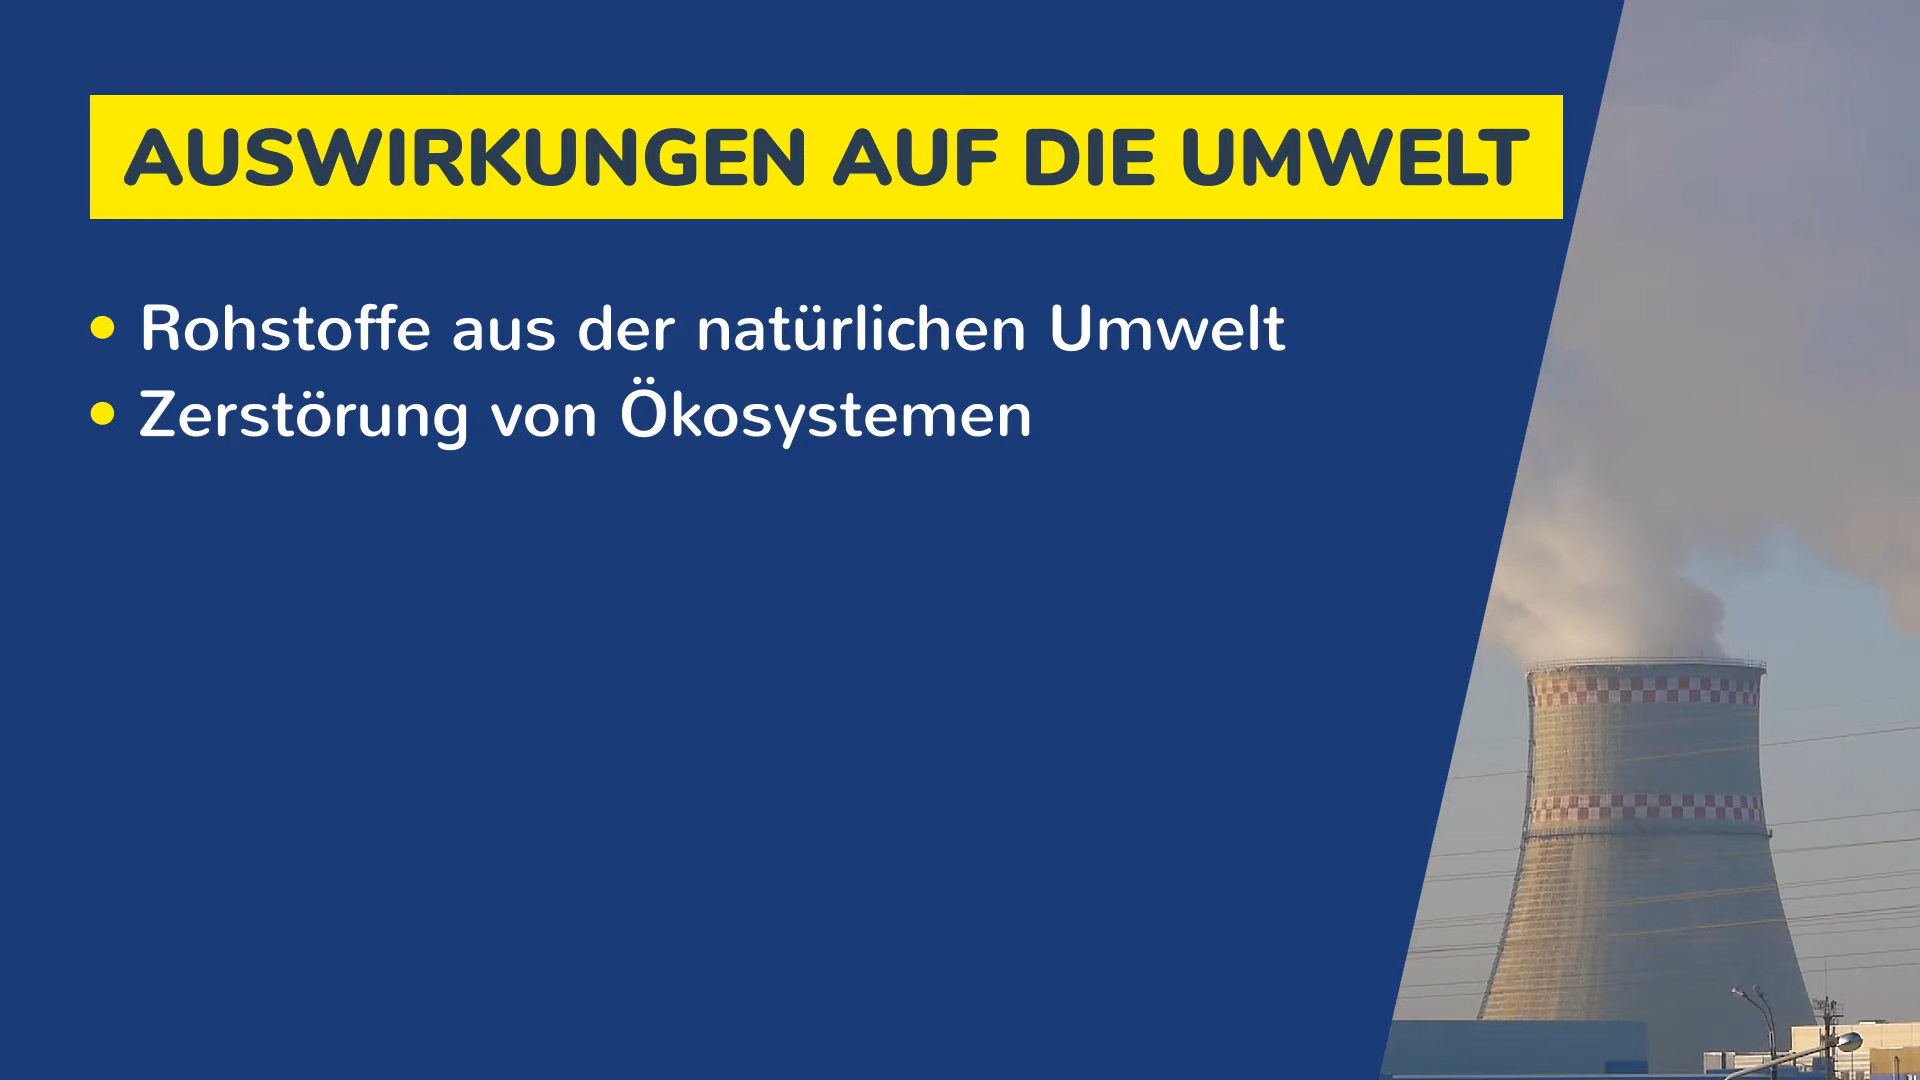 AUSWIRKUNGEN AUF DIE UMWELT
Rohstoffe aus der natürlichen Umwelt
Zerstörung von Ökosystemen